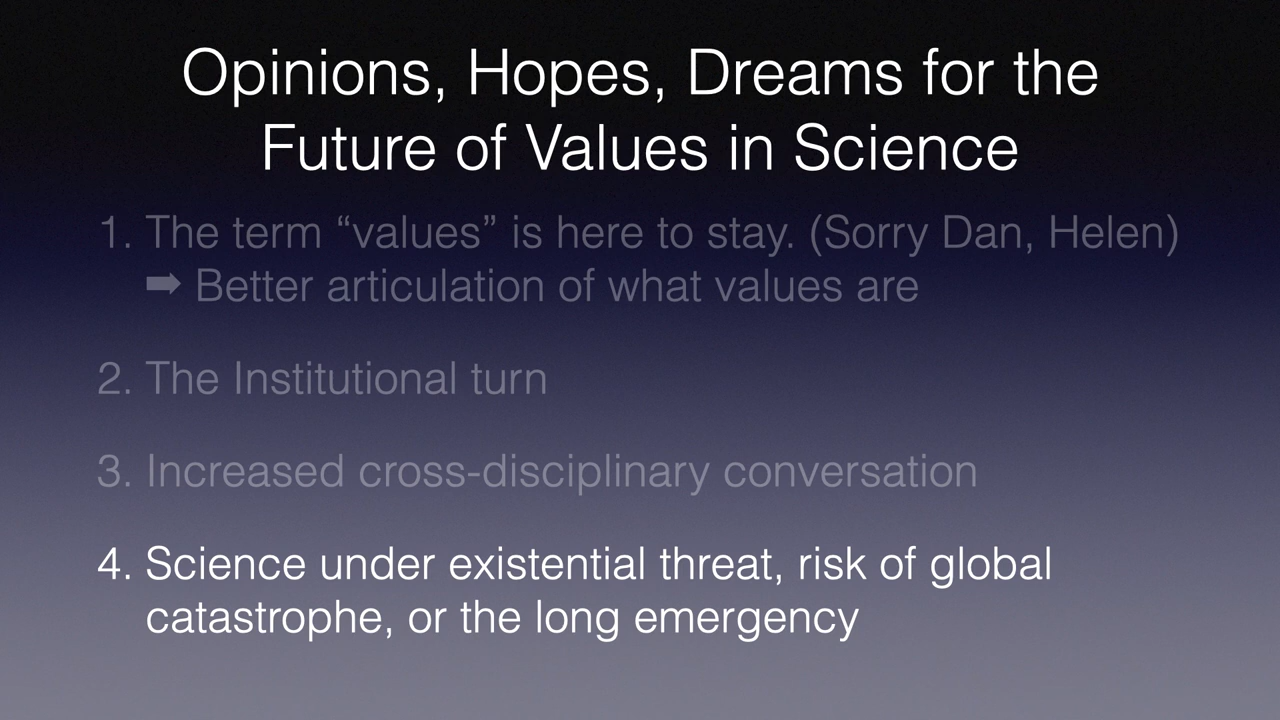 Opinions, Hopes, Dreams for the
Future of Values in Science
1. The term “values” is here to stay. (Sorry Dan, Helen)
➡ Better articulation of what values are
2. The Institutional turn
3. Increased cross-disciplinary conversation
4. Science under existential threat, risk of global
catastrophe, or the long emergency